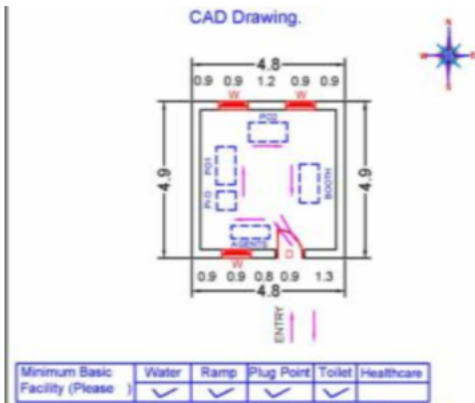 CAD Drawing.
4.8
0.9 0.9 1.2 0.9 0.9
W W
PO2
4.9
PO1
BOOTH
4.9
AGENTS
W
D
0.9 0.9 0.8 0.9 1.3
4.8
ENTRY
Minimum Basic Facility (Please ) Water Ramp Plug Point Toilet Healthcare